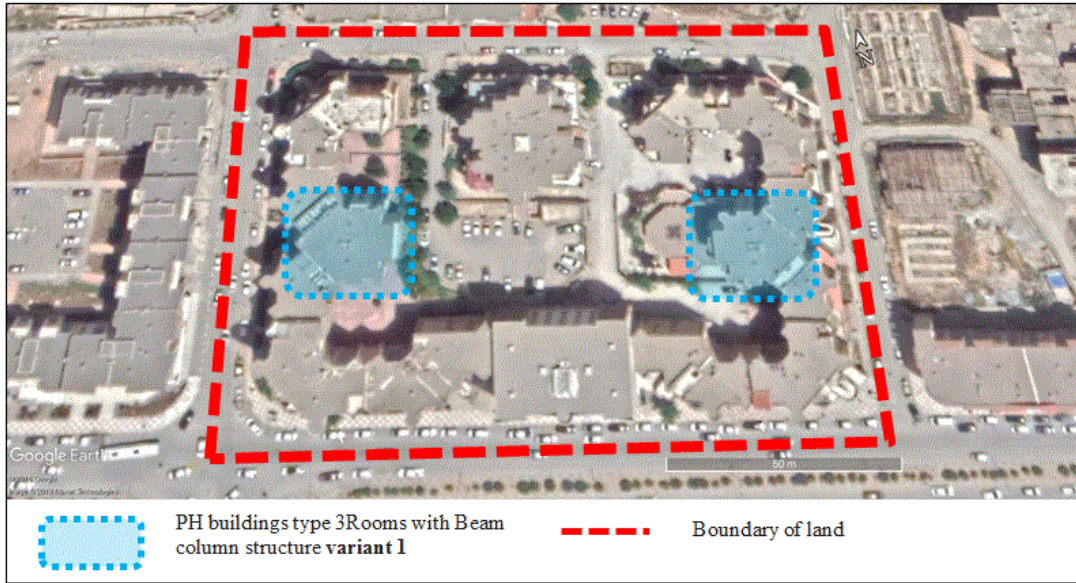 N
Google Earth
50 m
PH buildings type 3Rooms with Beam
column structure variant 1
Boundary of land